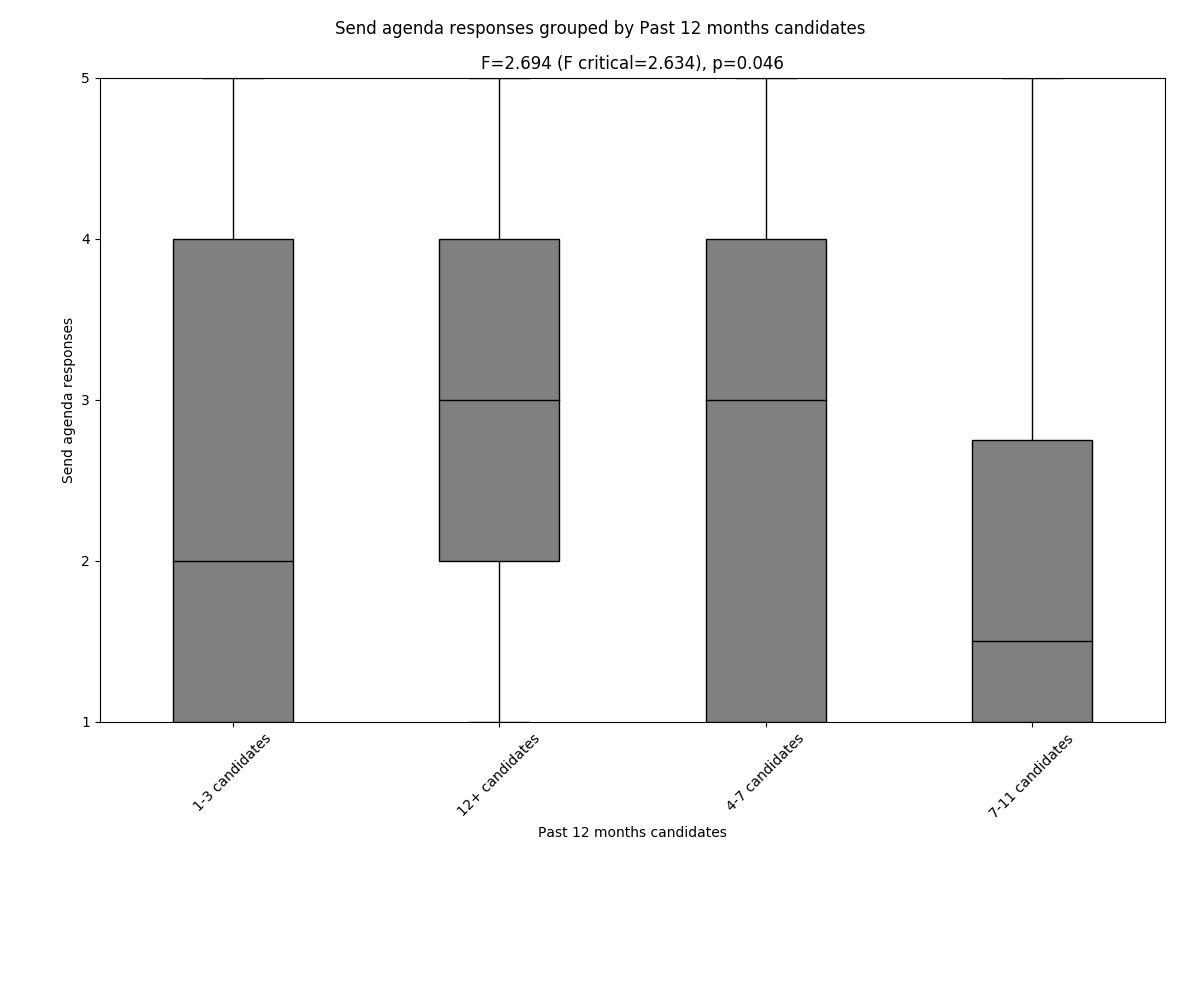 Send agenda responses grouped by Past 12 months candidates
F=2.694 (F critical=2.634), p=0.046
5
4
3
2
1
Send agenda responses
1-3 candidates
12+ candidates
4-7 candidates
7-11 candidates
Past 12 months candidates